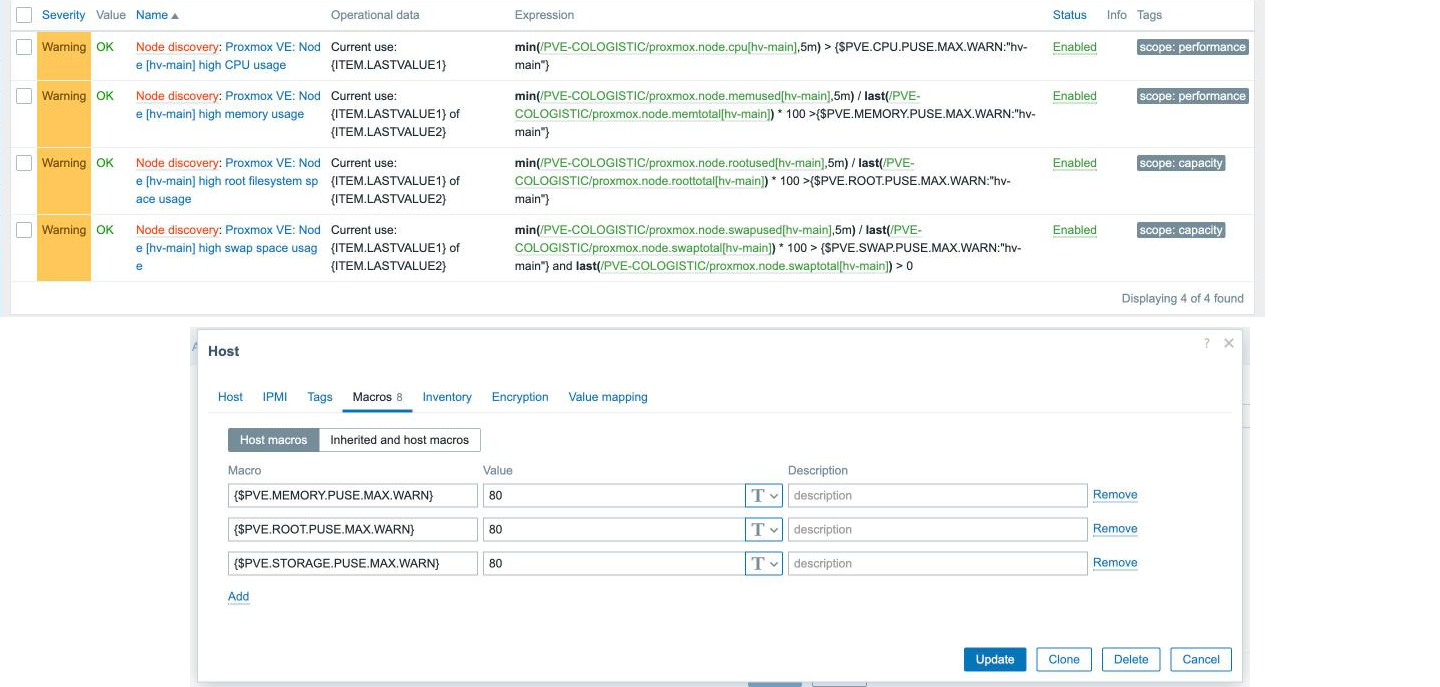 Severity Value Name ▲ Operational data Expression Status Info Tags
Warning OK Node discovery: Proxmox VE: Nod Current use: min(/PVE-COLOGISTIC/proxmox.node.cpu[hv-main],5m) > {$PVE.CPU.PUSE.MAX.WARN:"hv- Enabled scope: performance
e [hv-main] high CPU usage {ITEM.LASTVALUE1} main"}
Warning OK Node discovery: Proxmox VE: Nod Current use: min(/PVE-COLOGISTIC/proxmox.node.memused[hv-main],5m) / last(/PVE- Enabled scope: performance
e [hv-main] high memory usage {ITEM.LASTVALUE1} of COLOGISTIC/proxmox.node.memtotal[hv-main]) * 100 >{$PVE.MEMORY.PUSE.MAX.WARN:"hv-
{ITEM.LASTVALUE2} main"}
Warning OK Node discovery: Proxmox VE: Nod Current use: min(/PVE-COLOGISTIC/proxmox.node.rootused[hv-main],5m) / last(/PVE- Enabled scope: capacity
e [hv-main] high root filesystem sp {ITEM.LASTVALUE1} of COLOGISTIC/proxmox.node.roottotal[hv-main]) * 100 >{$PVE.ROOT.PUSE.MAX.WARN:"hv-
ace usage {ITEM.LASTVALUE2} main"}
Warning OK Node discovery: Proxmox VE: Nod Current use: min(/PVE-COLOGISTIC/proxmox.node.swapused[hv-main],5m) / last(/PVE- Enabled scope: capacity
e [hv-main] high swap space usag {ITEM.LASTVALUE1} of COLOGISTIC/proxmox.node.swaptotal[hv-main]) * 100 > {$PVE.SWAP.PUSE.MAX.WARN:"hv-
e {ITEM.LASTVALUE2} main"} and last(/PVE-COLOGISTIC/proxmox.node.swaptotal[hv-main]) > 0
Displaying 4 of 4 found
Host ?
Host IPMI Tags Macros 8 Inventory Encryption Value mapping
Host macros Inherited and host macros
Macro Value Description
{$PVE.MEMORY.PUSE.MAX.WARN} 80 T description Remove
{$PVE.ROOT.PUSE.MAX.WARN} 80 T description Remove
{$PVE.STORAGE.PUSE.MAX.WARN} 80 T description Remove
Add
Update Clone Delete Cancel